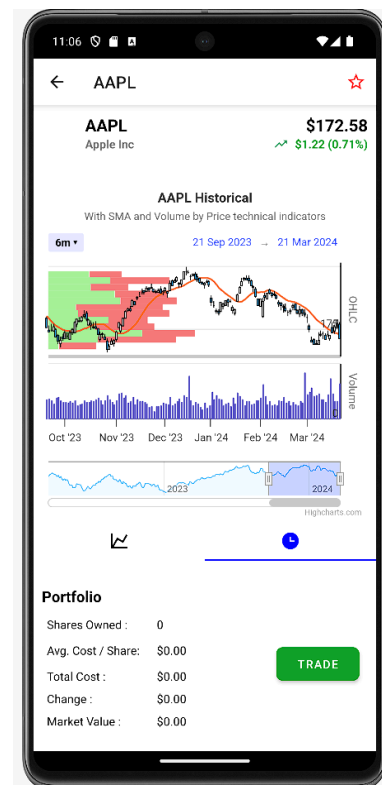 11:06
AAPL
AAPL $172.58
Apple Inc $1.22 (0.71%)
AAPL Historical
With SMA and Volume by Price technical indicators
6m ▾ 21 Sep 2023 → 21 Mar 2024
OHLC
Volume
0
Oct '23 Nov '23 Dec '23 Jan '24 Feb '24 Mar '24
2023 2024
Highcharts.com
Portfolio
Shares Owned : 0
Avg. Cost / Share: $0.00
Total Cost : $0.00
Change : $0.00
Market Value : $0.00
TRADE